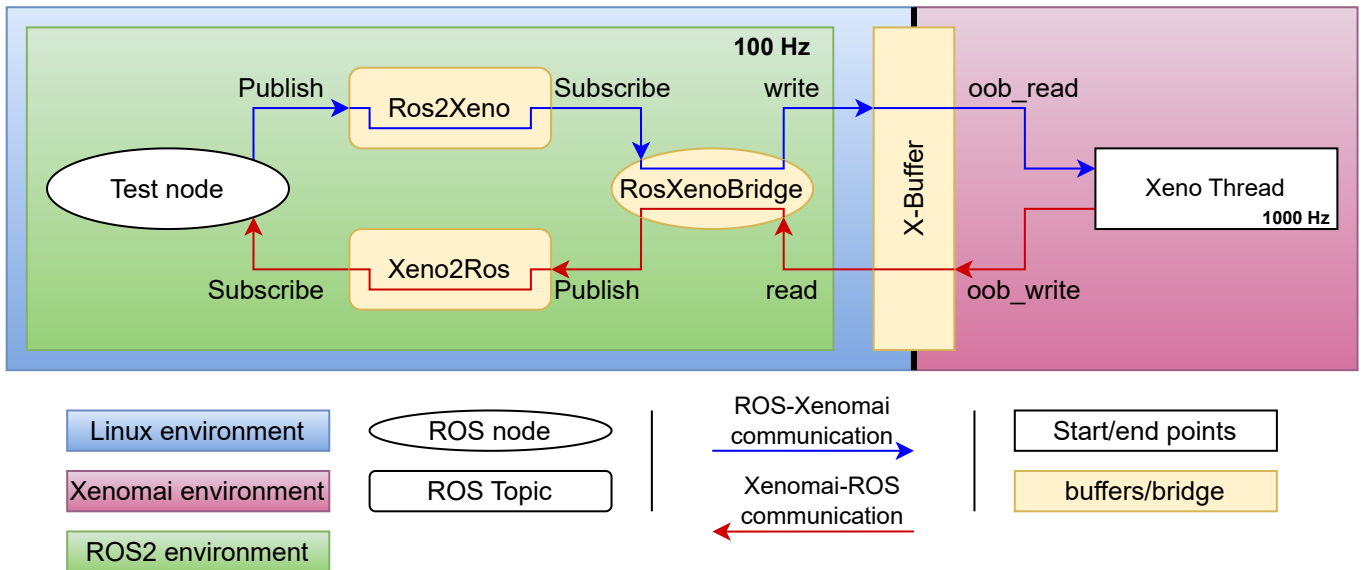 100 Hz
Publish
Ros2Xeno
Subscribe
write
oob_read
Test node
RosXenoBridge
X-Buffer
Xeno Thread
1000 Hz
Xeno2Ros
Subscribe
Publish
read
oob_write
Linux environment
ROS node
ROS-Xenomai
communication
Start/end points
Xenomai environment
ROS Topic
Xenomai-ROS
communication
buffers/bridge
ROS2 environment